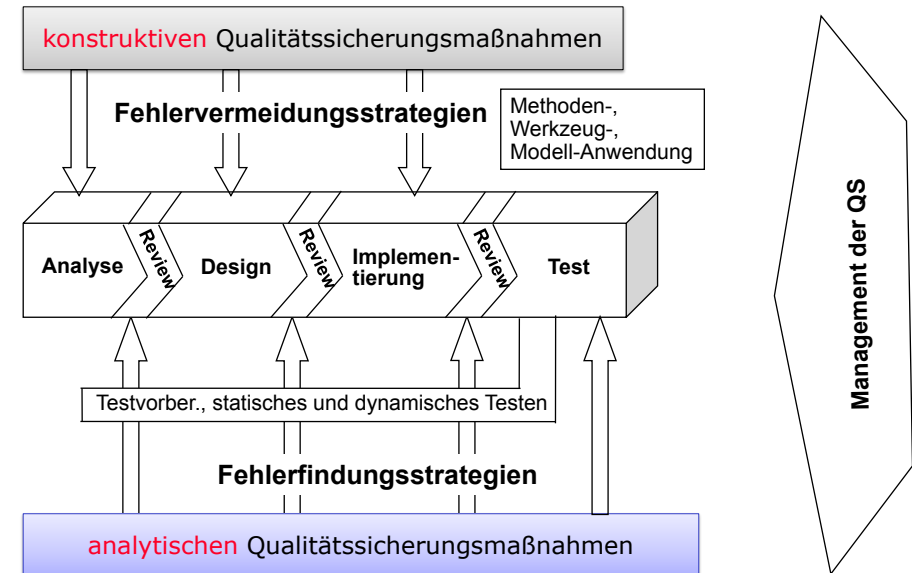 konstruktiven Qualitätssicherungsmaßnahmen
Fehlervermeidungsstrategien
Methoden-,
Werkzeug-,
Modell-Anwendung
Analyse
Review
Design
Review
Implemen-
tierung
Review
Test
Testvorber., statisches und dynamisches Testen
Fehlerfindungsstrategien
analytischen Qualitätssicherungsmaßnahmen
Management der QS